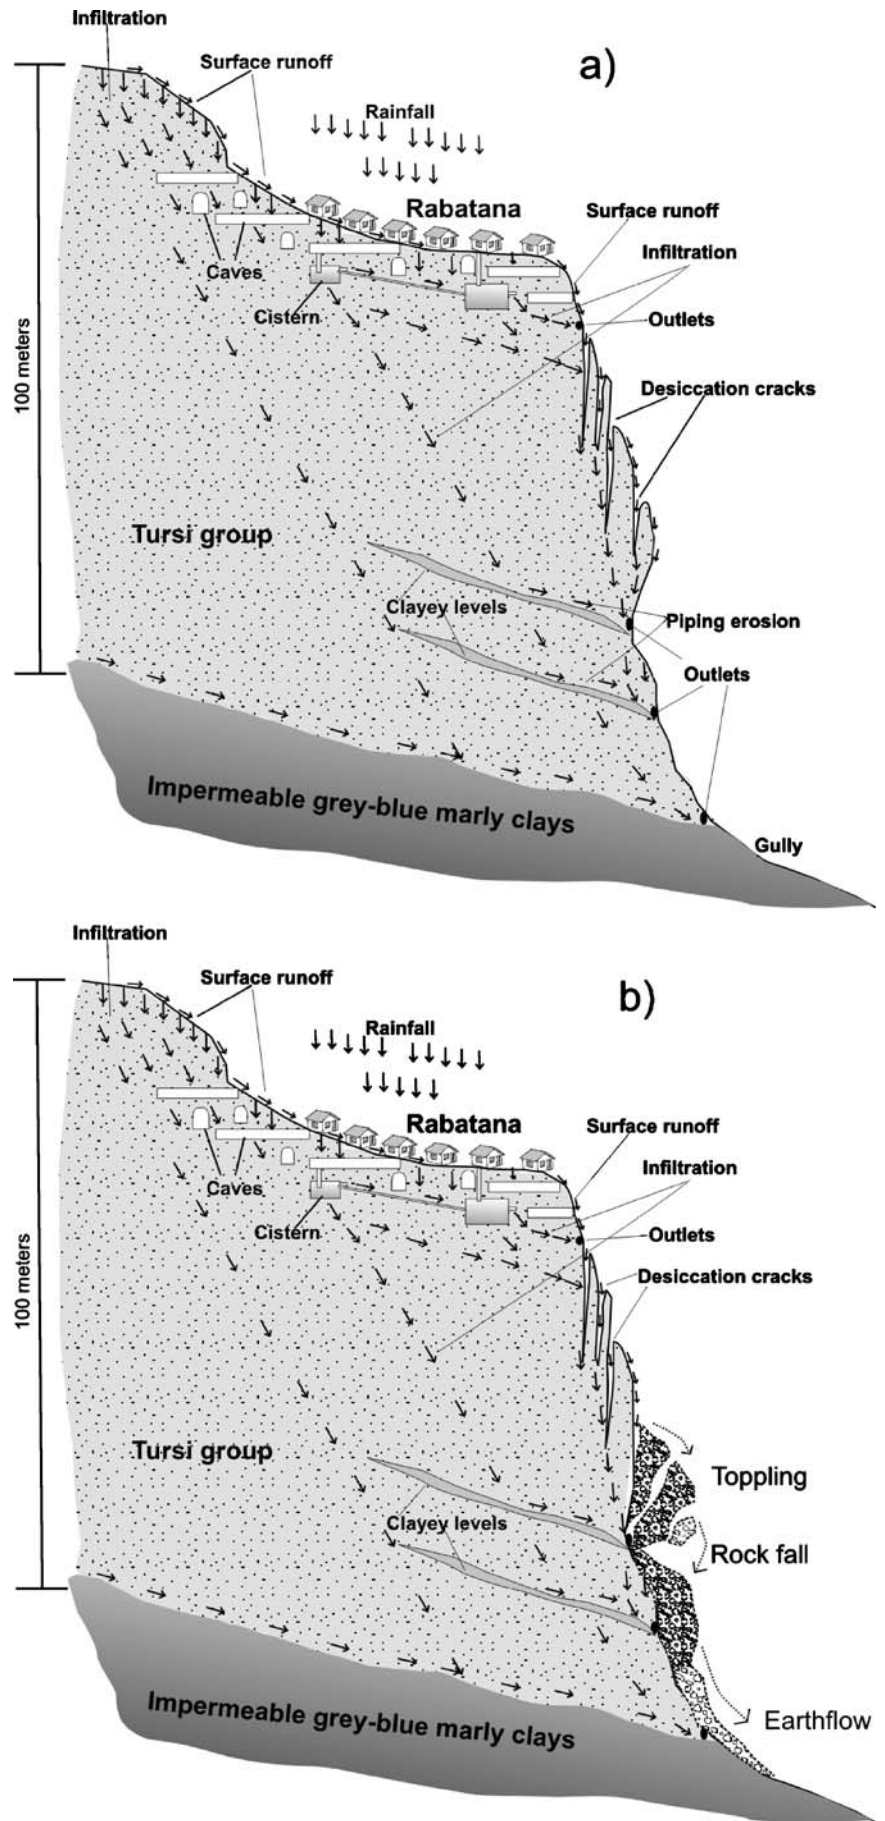 Infiltration
a)
Surface runoff
Rainfall
Rabatana
Surface runoff
Infiltration
Caves
Cistern
Outlets
Desiccation cracks
100 meters
Tursi group
Clayey levels
Piping erosion
Outlets
Impermeable grey-blue marly clays
Gully
Infiltration
b)
Surface runoff
Rainfall
Rabatana
Surface runoff
Infiltration
Caves
Cistern
Outlets
Desiccation cracks
100 meters
Tursi group
Toppling
Clayey levels
Rock fall
Impermeable grey-blue marly clays
Earthflow